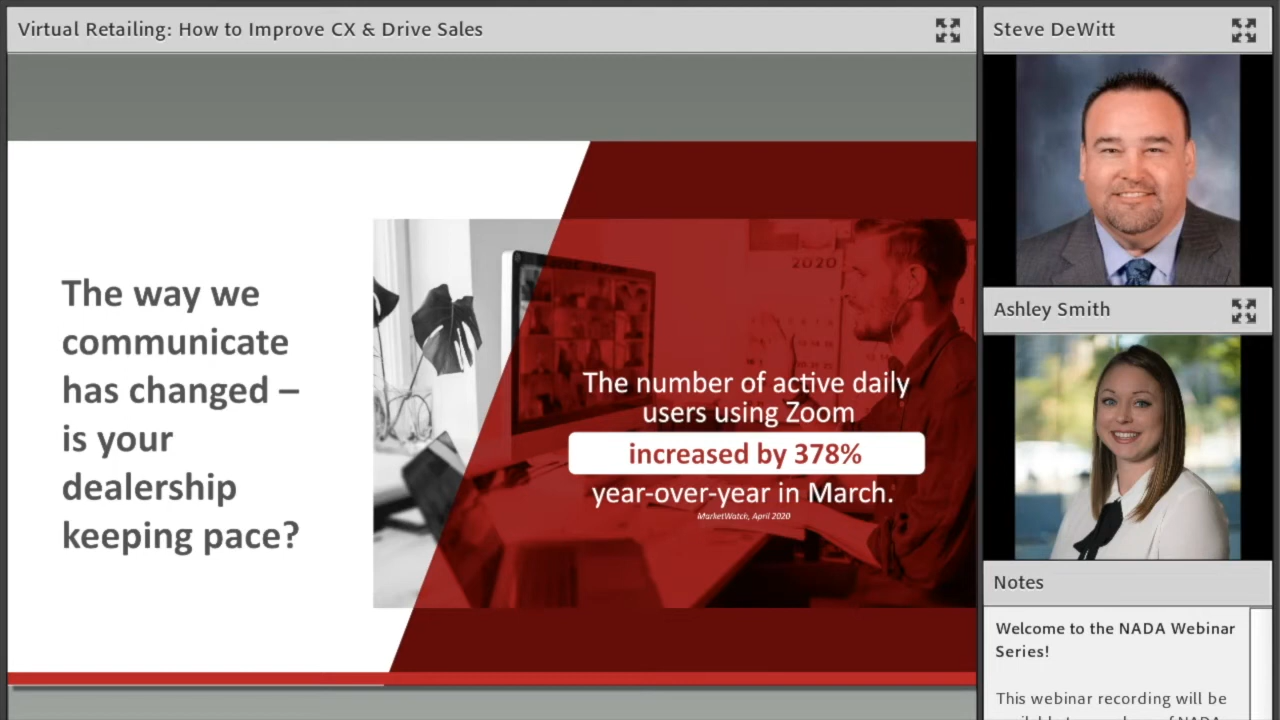 Virtual Retailing: How to Improve CX & Drive Sales
The way we
communicate
has changed –
is your
dealership
keeping pace?
2020
The number of active daily
users using Zoom
increased by 378%
year-over-year in March.
MarketWatch, April 2020
Steve DeWitt
Ashley Smith
Notes
Welcome to the NADA Webinar
Series!
This webinar recording will be